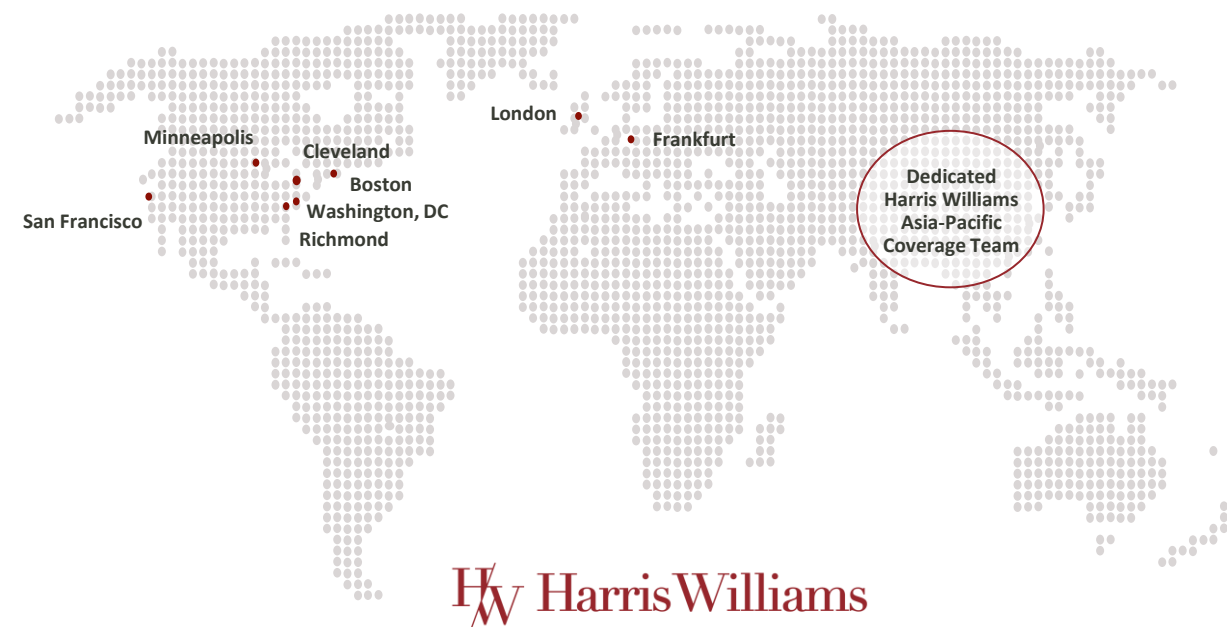 London
Minneapolis
Frankfurt
Cleveland
Boston
San Francisco
Washington, DC
Richmond
Dedicated
Harris Williams
Asia-Pacific
Coverage Team
HW Harris Williams